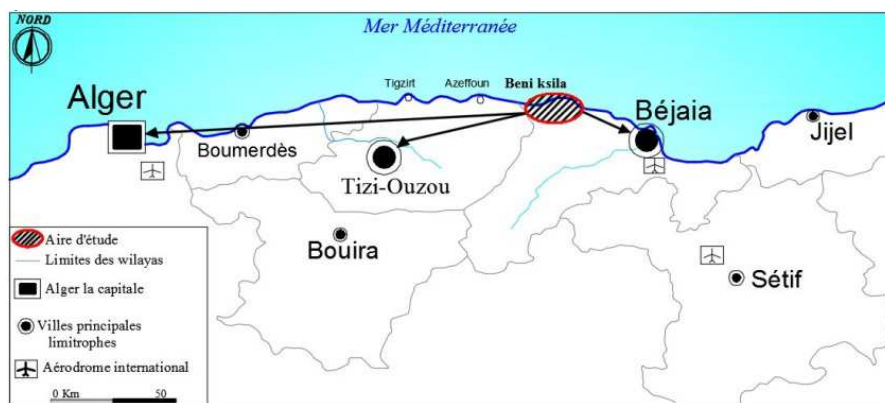 NORD
Mer Méditerranée
Tigzirt
Azeffoun
Beni ksila
Alger
Béjaia
Jijel
Boumerdès
Tizi-Ouzou
Bouira
Sétif
Aire d'étude
Limites des wilayas
Alger la capitale
Villes principales
limitrophes
Aérodrome international
0 Km 50